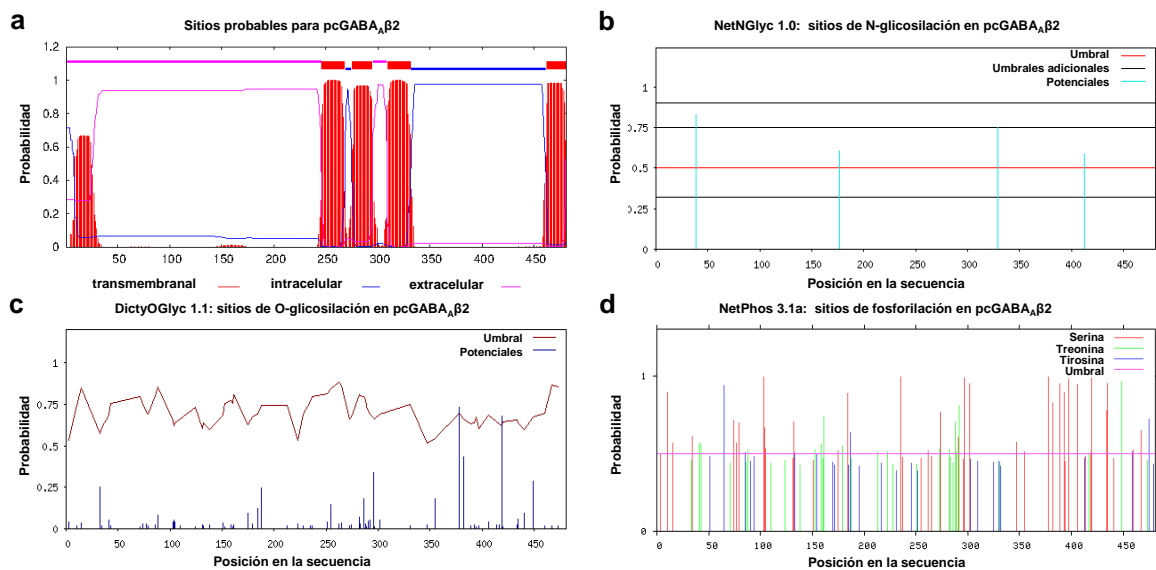 a
Sitios probables para pcGABAAβ2
1.2
1
0.8
0.6
0.4
0.2
0
Probabilidad
50 100 150 200 250 300 350 400 450
transmembranal intracelular extracelular
b
NetNGlyc 1.0: sitios de N-glicosilación en pcGABAAβ2
Umbral
Umbrales adicionales
Potenciales
1
0.75
0.5
0.25
0
Probabilidad
0 50 100 150 200 250 300 350 400 450
Posición en la secuencia
c
DictyOGlyc 1.1: sitios de O-glicosilación en pcGABAAβ2
Umbral
Potenciales
1
0.75
0.5
0.25
0
Probabilidad
0 50 100 150 200 250 300 350 400 450
Posición en la secuencia
d
NetPhos 3.1a: sitios de fosforilación en pcGABAAβ2
Serina
Treonina
Tirosina
Umbral
1
0
Probabilidad
0 50 100 150 200 250 300 350 400 450
Posición en la secuencia